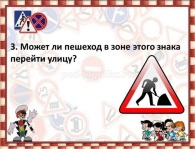 3. Может ли пешеход в зоне этого знака
перейти улицу?